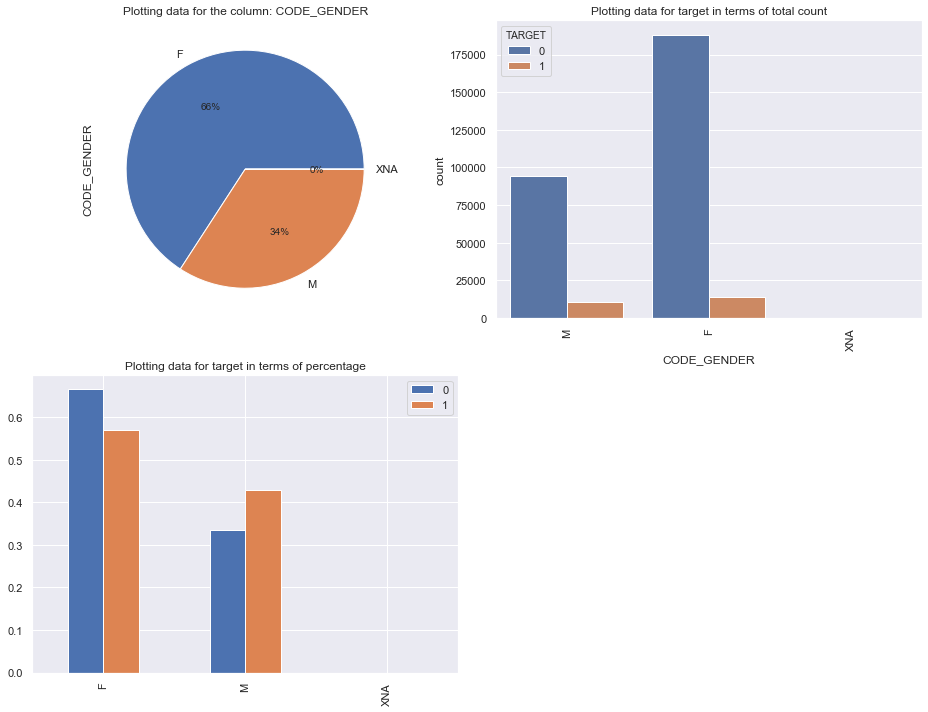 Plotting data for the column: CODE_GENDER
F
66%
CODE_GENDER
0%
XNA
34%
M
Plotting data for target in terms of total count
TARGET
0
1
175000
150000
125000
100000
75000
50000
25000
0
count
M
F
XNA
CODE_GENDER
Plotting data for target in terms of percentage
0
1
0.6
0.5
0.4
0.3
0.2
0.1
0.0
F
M
XNA